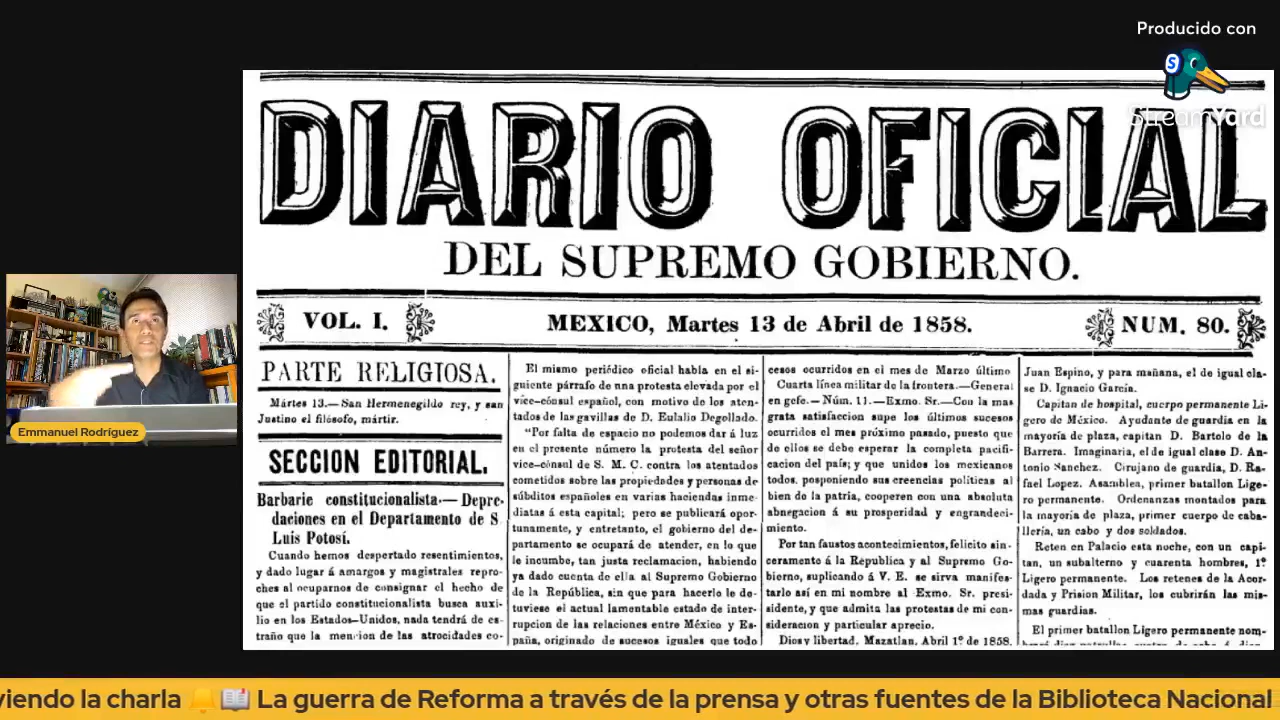 Producido con
StreamYard
DIARIO OFICIAL
DEL SUPREMO GOBIERNO.
VOL. I.
MEXICO, Martes 13 de Abril de 1858.
NUM. 80.
PARTE RELIGIOSA.
Mártes 13.—San Hermenegildo rey, y san
Justino el filósofo, mártir.
SECCION EDITORIAL.
Barbarie constitucionalista.—Depre-
daciones en el Departamento de S.
Luis Potosí.
Cuando hemos despertado resentimientos,
y dado lugar á amargos y magistrales repro-
ches al ocuparnos de consignar el hecho de
que el partido constitucionalista busca auxi-
lio en los Estados-Unidos, nada tendrá de es-
traño que la mencion de las atrocidades co-
El mismo periódico oficial habla en el si-
guiente párrafo de una protesta elevada por el
vice-cónsul español, con motivo de los aten-
tados de las gavillas de D. Eulalio Degollado.
"Por falta de espacio no podemos dar á luz
en el presente número la protesta del señor
vice-cónsul de S. M. C. contra los atentados
cometidos sobre las propiedades y personas de
súbditos españoles en varias haciendas inme-
diatas á esta capital; pero se publicará opor-
tunamente, y entretanto, el gobierno del de-
partamento se ocupará de atender, en lo que
le incumbe, tan justa reclamacion, habiendo
ya dado cuenta de ella al Supremo Gobierno
de la República, sin que para hacerlo le de-
tuviese el actual lamentable estado de inter-
rupcion de las relaciones entre México y Es-
paña, originado de sucesos iguales que todo
cesos ocurridos en el mes de Marzo último
Cuarta línea militar de la frontera.—General
en gefe.—Núm. 11.—Exmo. Sr.—Con la mas
grata satisfaccion supe los últimos sucesos
ocurridos el mes próximo pasado, puesto que
de ellos se debe esperar la completa pacifi-
cacion del país; y que unidos los mexicanos
todos, posponiendo sus creencias políticas al
bien de la patria, cooperen con una absoluta
abnegacion á su prosperidad y engrandeci-
miento.
Por tan faustos acontecimientos, felicito sin-
ceramente á la República y al Supremo Go-
bierno, suplicando á V. E. se sirva manifes-
tarlo así en mi nombre al Exmo. Sr. presi-
sidente, y que admita las protestas de mi con-
sideracion y particular aprecio.
Dios y libertad. Mazatlan, Abril 1º de 1858.
Juan Espino, y para mañana, el de igual cla-
se D. Ignacio García.
Capitan de hospital, cuerpo permanente Li-
gero de México. Ayudante de guardia en la
mayoría de plaza, capitan D. Bartolo de la
Barrera. Imaginaria, el de igual clase D. An-
tonio Sanchez. Cirujano de guardia, D. Ra-
fael Lopez. Asamblea, primer batallon Lige-
ro permanente. Ordenanzas montados para
la mayoría de plaza, primer cuerpo de caba-
llería, un cabo y dos soldados.
Reten en Palacio esta noche, con un capi-
tan, un subalterno y cuarenta hombres, 1º
Ligero permanente. Los retenes de la Acor-
dada y Prision Militar, los cubrirán las mis-
mas guardias.
El primer batallon Ligero permanente nom-
Emmanuel Rodríguez
viendo la charla 🔔📖 La guerra de Reforma a través de la prensa y otras fuentes de la Biblioteca Nacional